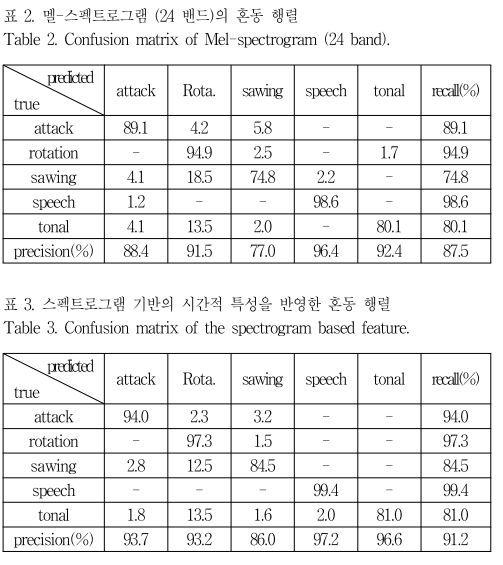 표 2. 멜-스펙트로그램 (24 밴드)의 혼동 행렬
Table 2. Confusion matrix of Mel-spectrogram (24 band).
predicted
true attack Rota. sawing speech tonal recall(%)
attack 89.1 4.2 5.8 - - 89.1
rotation - 94.9 2.5 - 1.7 94.9
sawing 4.1 18.5 74.8 2.2 - 74.8
speech 1.2 - - 98.6 - 98.6
tonal 4.1 13.5 2.0 - 80.1 80.1
precision(%) 88.4 91.5 77.0 96.4 92.4 87.5
표 3. 스펙트로그램 기반의 시간적 특성을 반영한 혼동 행렬
Table 3. Confusion matrix of the spectrogram based feature.
predicted
true attack Rota. sawing speech tonal recall(%)
attack 94.0 2.3 3.2 - - 94.0
rotation - 97.3 1.5 - - 97.3
sawing 2.8 12.5 84.5 - - 84.5
speech - - - 99.4 - 99.4
tonal 1.8 13.5 1.6 2.0 81.0 81.0
precision(%) 93.7 93.2 86.0 97.2 96.6 91.2